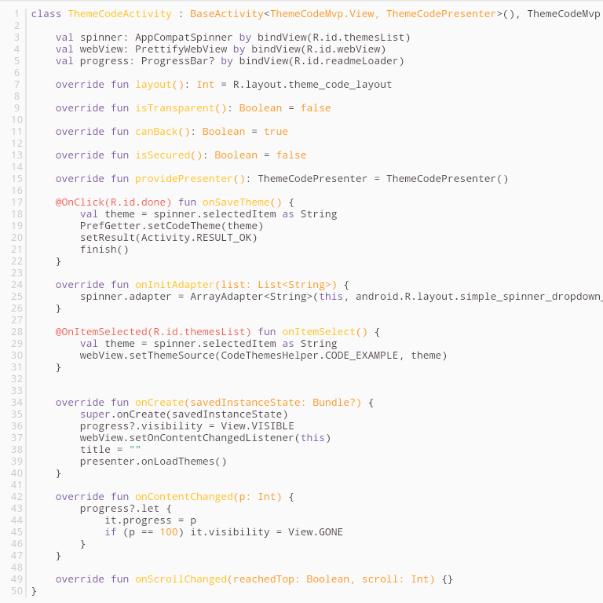 1 class ThemeCodeActivity : BaseActivity<ThemeCodeMvp.View, ThemeCodePresenter>(), ThemeCodeMvp
2
3     val spinner: AppCompatSpinner by bindView(R.id.themesList)
4     val webView: PrettifyWebView by bindView(R.id.webView)
5     val progress: ProgressBar? by bindView(R.id.readmeLoader)
6
7     override fun layout(): Int = R.layout.theme_code_layout
8
9     override fun isTransparent(): Boolean = false
10
11     override fun canBack(): Boolean = true
12
13     override fun isSecured(): Boolean = false
14
15     override fun providePresenter(): ThemeCodePresenter = ThemeCodePresenter()
16
17     @OnClick(R.id.done) fun onSaveTheme() {
18         val theme = spinner.selectedItem as String
19         PrefGetter.setCodeTheme(theme)
20         setResult(Activity.RESULT_OK)
21         finish()
22     }
23
24     override fun onInitAdapter(list: List<String>) {
25         spinner.adapter = ArrayAdapter<String>(this, android.R.layout.simple_spinner_dropdown_
26     }
27
28     @OnItemSelected(R.id.themesList) fun onItemSelect() {
29         val theme = spinner.selectedItem as String
30         webView.setThemeSource(CodeThemesHelper.CODE_EXAMPLE, theme)
31     }
32
33
34     override fun onCreate(savedInstanceState: Bundle?) {
35         super.onCreate(savedInstanceState)
36         progress?.visibility = View.VISIBLE
37         webView.setOnContentChangedListener(this)
38         title = ""
39         presenter.onLoadThemes()
40     }
41
42     override fun onContentChanged(p: Int) {
43         progress?.let {
44             it.progress = p
45             if (p == 100) it.visibility = View.GONE
46         }
47     }
48
49     override fun onScrollChanged(reachedTop: Boolean, scroll: Int) {}
50 }